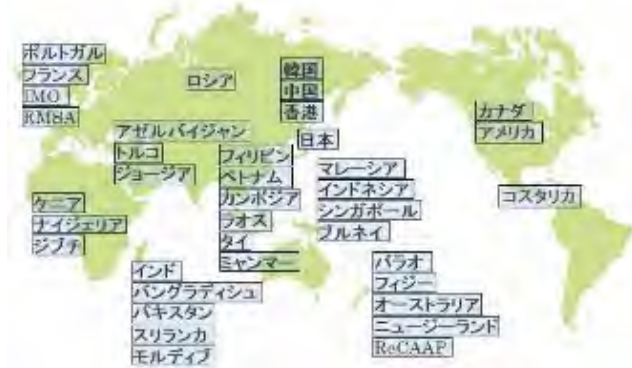 ポルトガル
フランス
IMO
RMSA
ロシア
韓国
中国
香港
日本
アゼルバイジャン
トルコ
ジョージア
フィリピン
ベトナム
カンボジア
ラオス
タイ
ミャンマー
マレーシア
インドネシア
シンガポール
ブルネイ
カナダ
アメリカ
コスタリカ
ケニア
ナイジェリア
ジブチ
インド
バングラディシュ
パキスタン
スリランカ
モルディブ
パラオ
フィジー
オーストラリア
ニュージーランド
ReCAAP